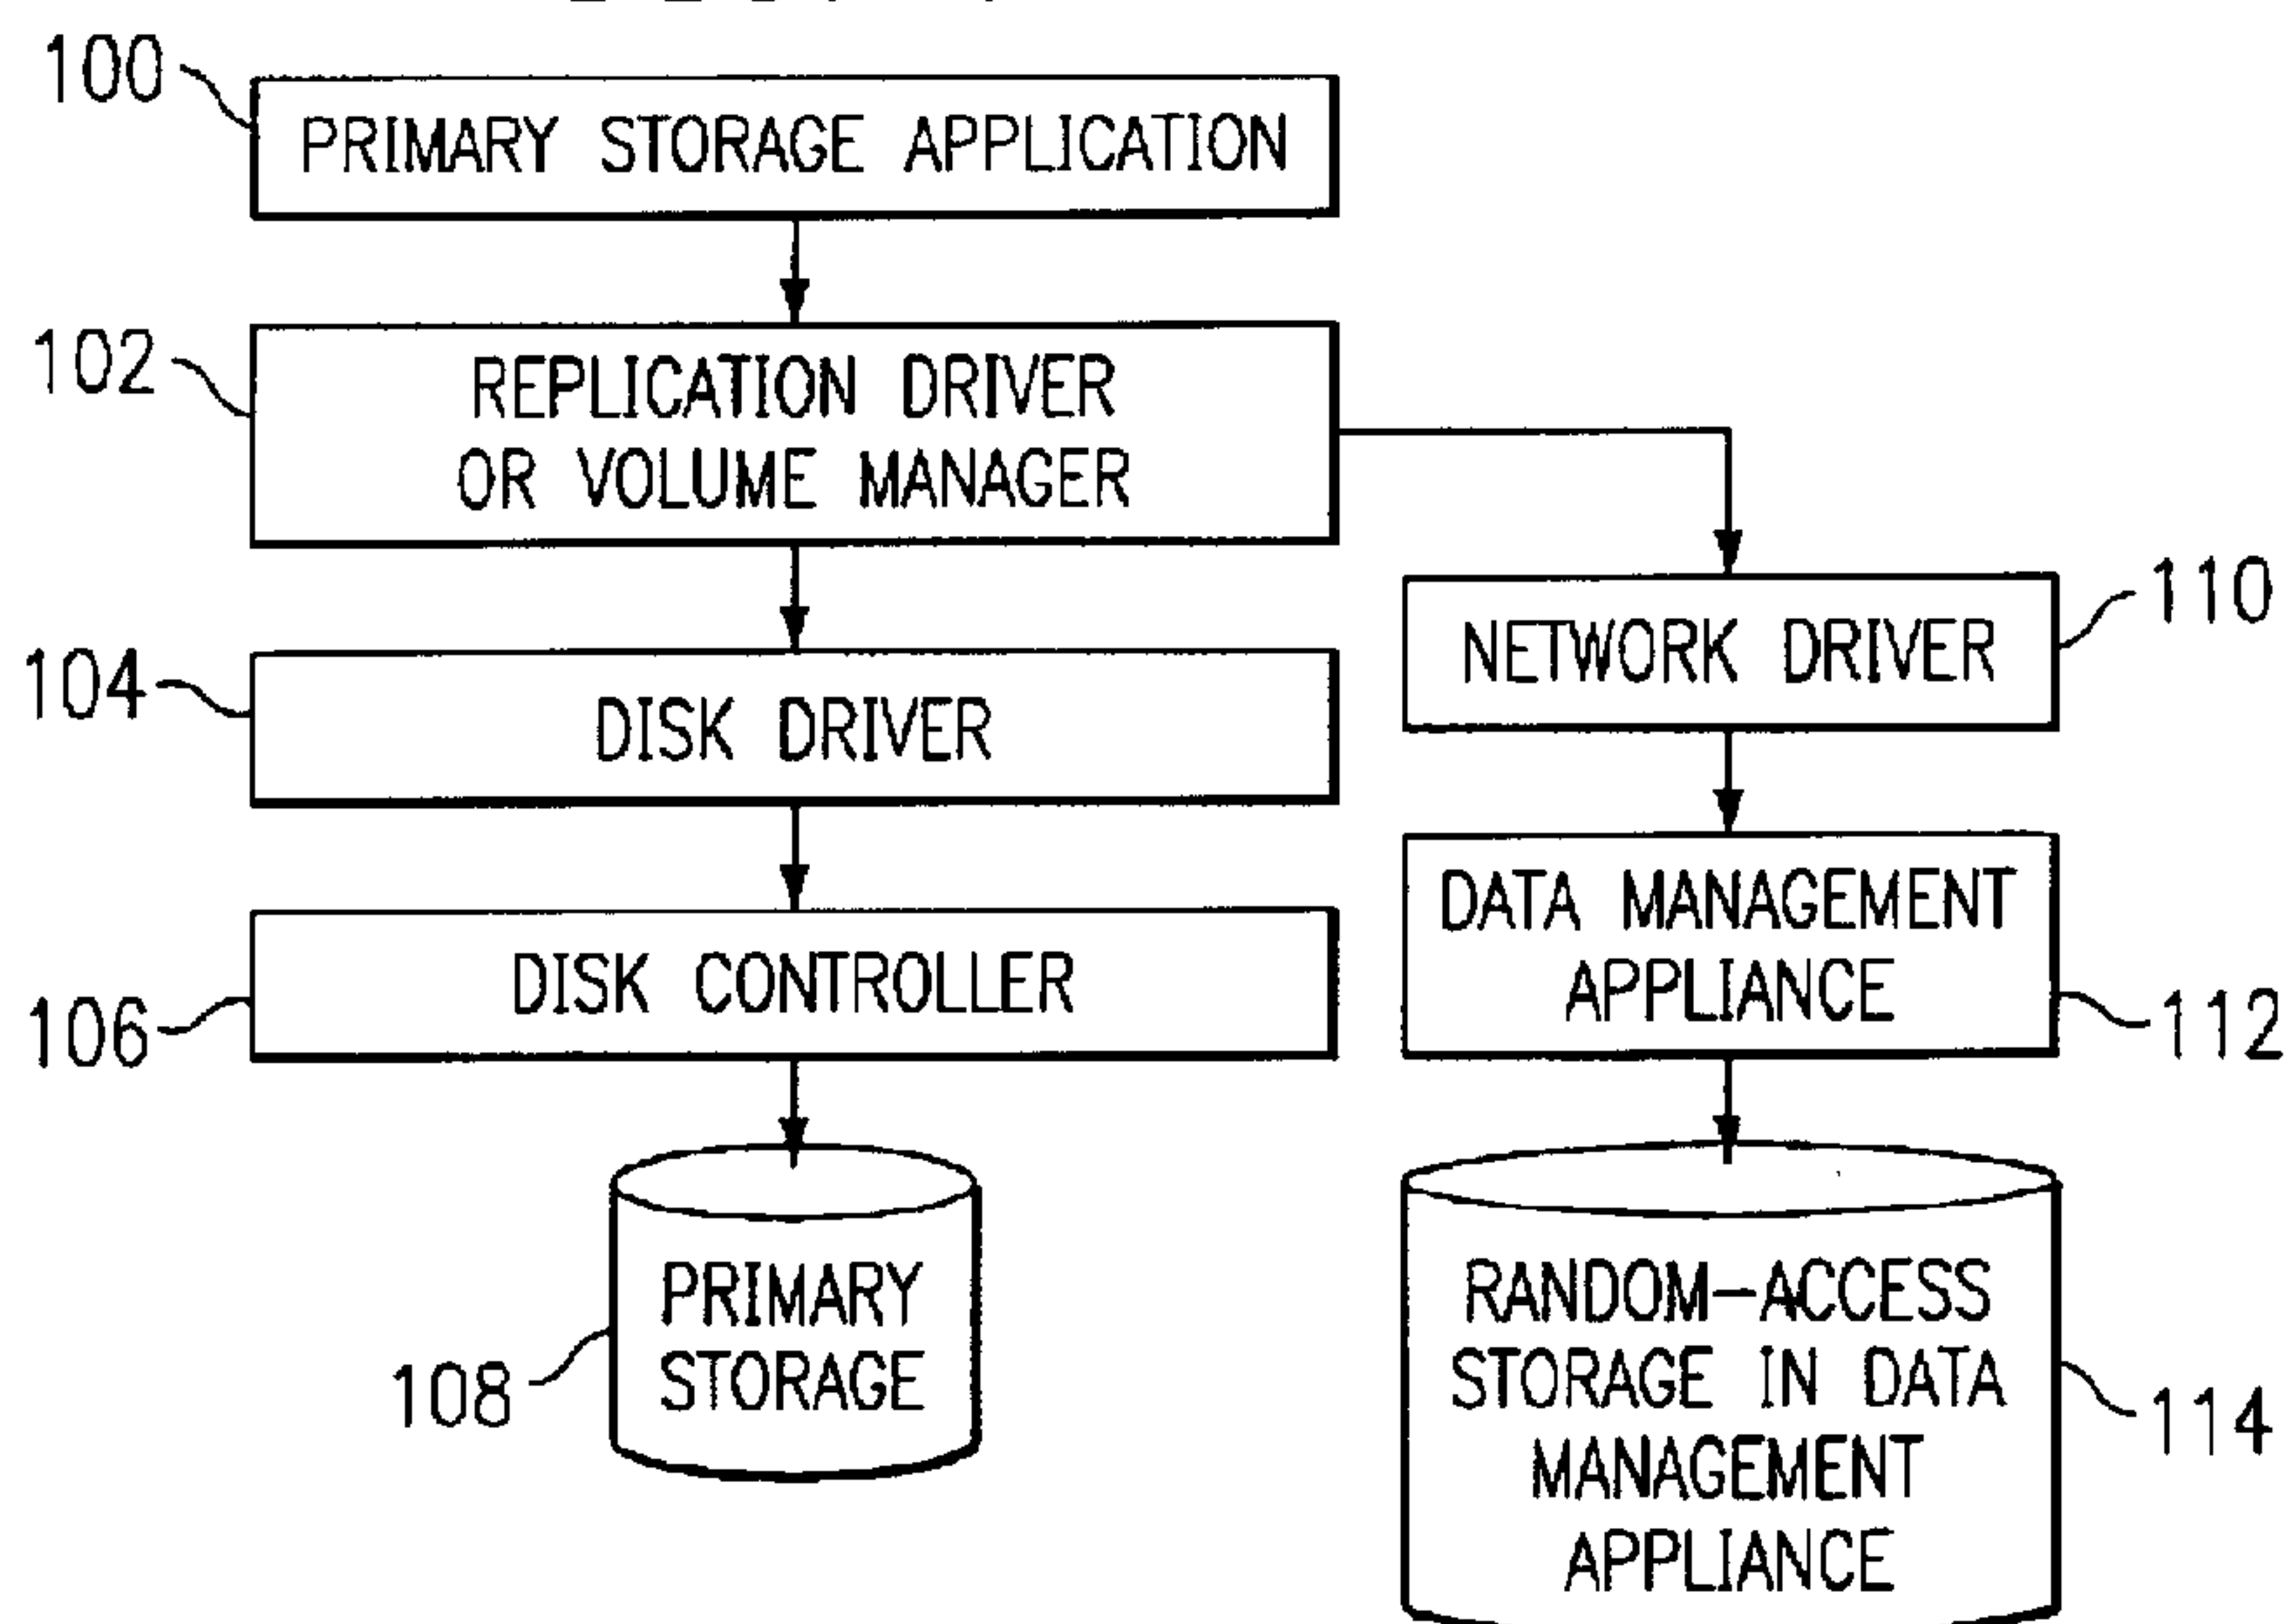 100
PRIMARY STORAGE APPLICATION
102
REPLICATION DRIVER
OR VOLUME MANAGER
110
NETWORK DRIVER
104
DISK DRIVER
DATA MANAGEMENT
APPLIANCE
112
106
DISK CONTROLLER
108
PRIMARY
STORAGE
RANDOM-ACCESS
STORAGE IN DATA
MANAGEMENT
APPLIANCE
114